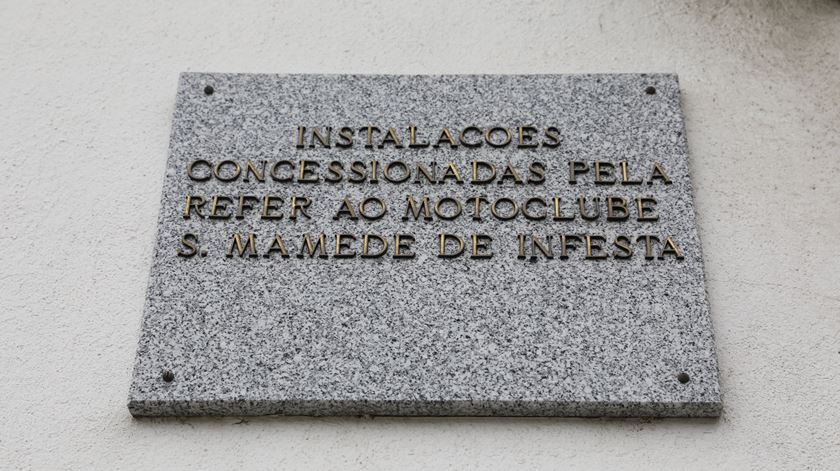 INSTALACOES
CONCESSIONADAS PELA
REFER AO MOTOCLUBE
S. MAMEDE DE INFESTA